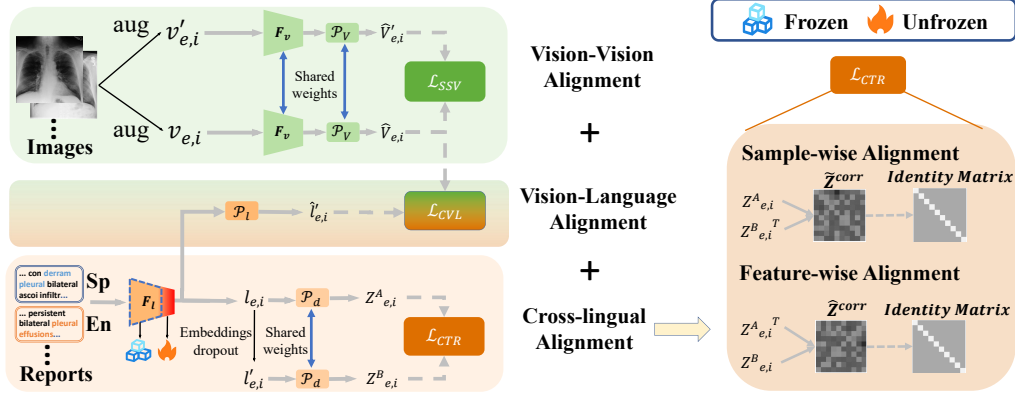 aug
v′e,i
Fv
𝒫V
V̂′e,i
Shared
weights
ℒSSV
aug
ve,i
Fv
𝒫V
V̂e,i
Images
𝒫l
l̂′e,i
ℒCVL
... con derram
pleural bilateral
ascoi infiltr...
Sp
... persistent
bilateral pleural
effusions...
En
Reports
Fl
le,i
𝒫d
ZAe,i
Embeddings
dropout
Shared
weights
ℒCTR
l′e,i
𝒫d
ZBe,i
Vision-Vision
Alignment
+
Vision-Language
Alignment
+
Cross-lingual
Alignment
Frozen
Unfrozen
ℒCTR
Sample-wise Alignment
Z̃corr
Identity Matrix
ZAe,i
ZBe,iT
Feature-wise Alignment
Ẑcorr
Identity Matrix
ZAe,iT
ZBe,i